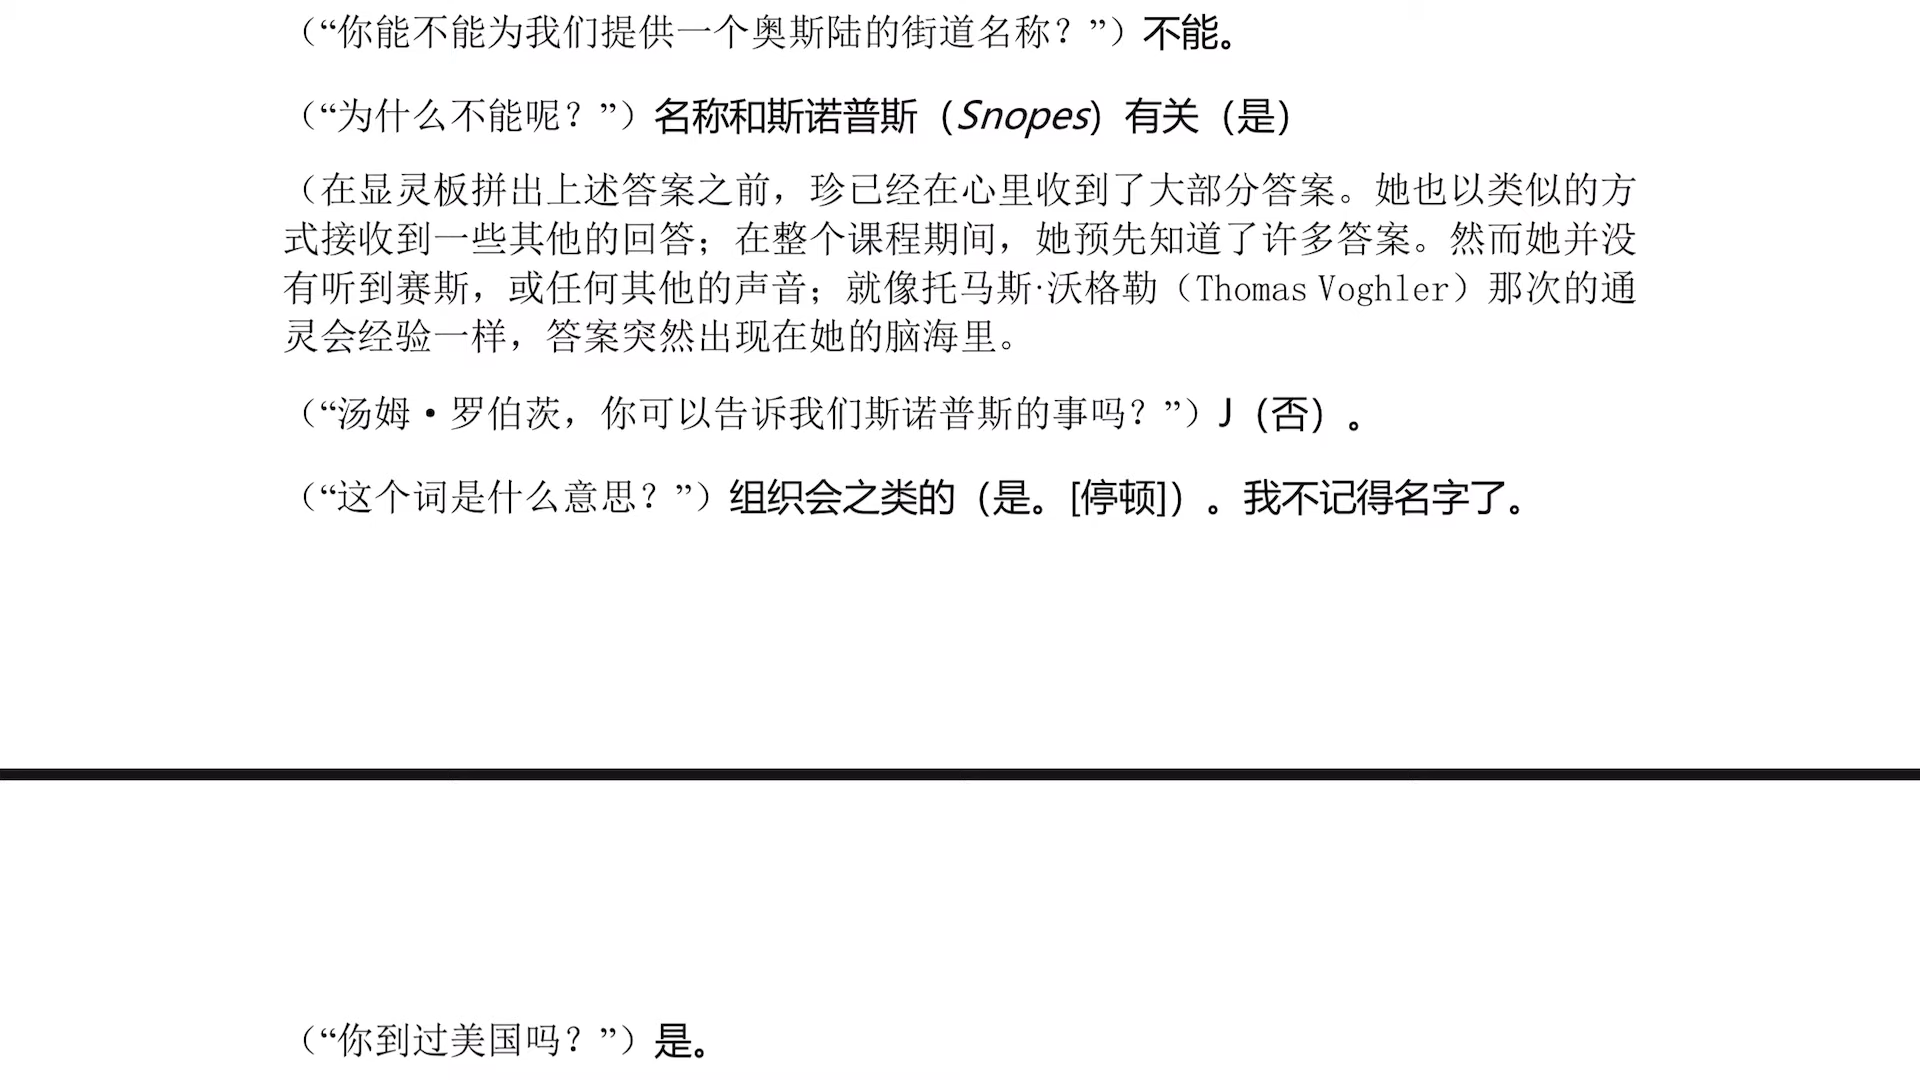 （“你能不能为我们提供一个奥斯陆的街道名称？”）不能。
（“为什么不能呢？”）名称和斯诺普斯（Snopes）有关（是）
（在显灵板拼出上述答案之前，珍已经在心里收到了大部分答案。她也以类似的方
式接收到一些其他的回答；在整个课程期间，她预先知道了许多答案。然而她并没
有听到赛斯，或任何其他的声音；就像托马斯·沃格勒（Thomas Voghler）那次的通
灵会经验一样，答案突然出现在她的脑海里。
（“汤姆·罗伯茨，你可以告诉我们斯诺普斯的事吗？”）J（否）。
（“这个词是什么意思？”）组织会之类的（是。[停顿]）。我不记得名字了。
（“你到过美国吗？”）是。